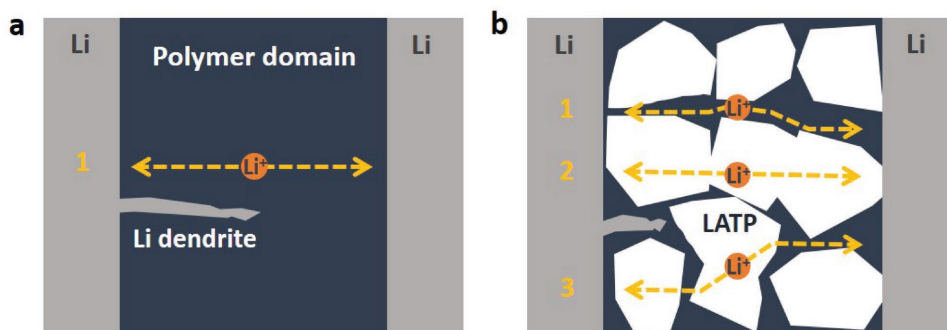 a
Li
Polymer domain
Li
1
Li⁺
Li dendrite
b
Li
Li
1
Li⁺
2
Li⁺
LATP
Li⁺
3